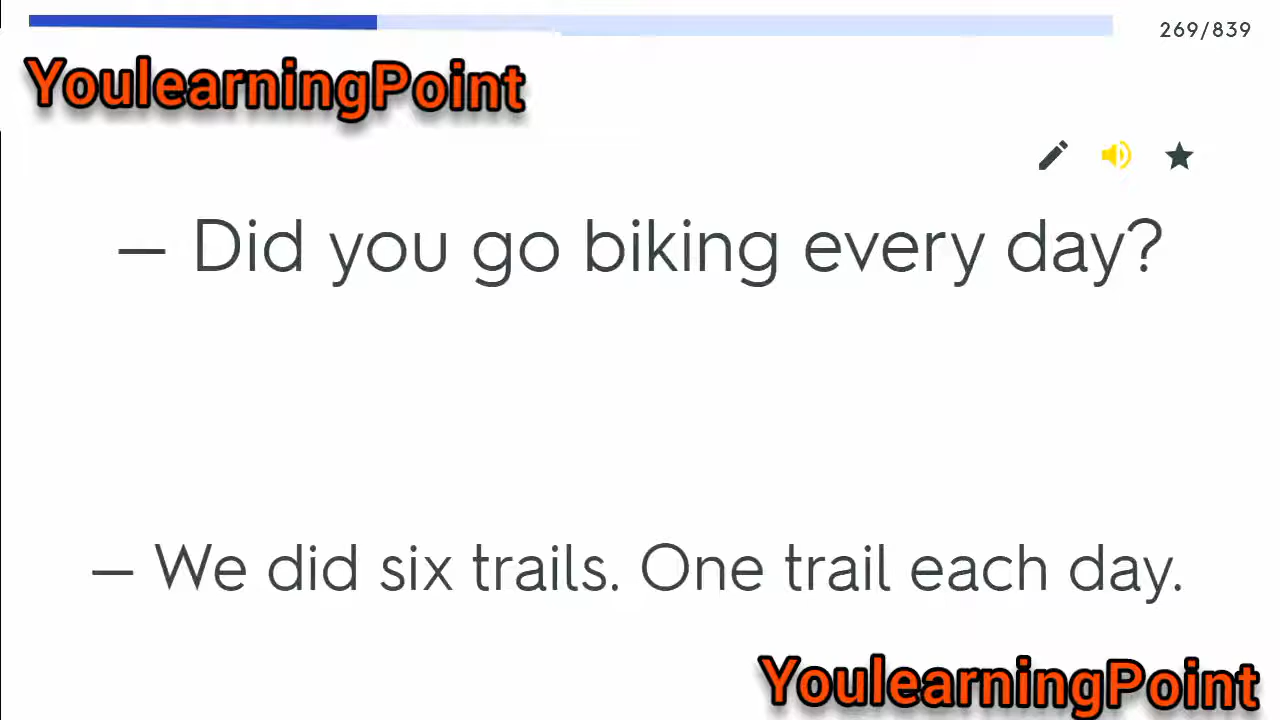 269/839
YoulearningPoint
– Did you go biking every day?
– We did six trails. One trail each day.
YoulearningPoint